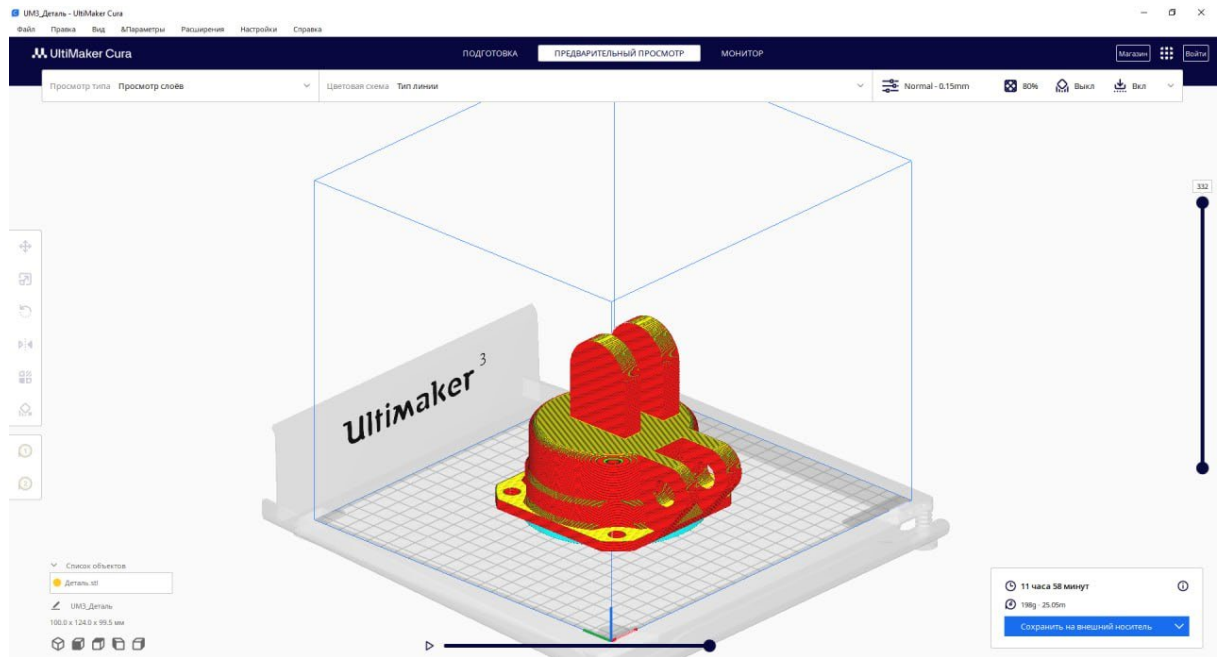 UM3_Деталь - UltiMaker Cura
Файл Правка Вид &Параметры Расширения Настройки Справка
UltiMaker Cura ПОДГОТОВКА ПРЕДВАРИТЕЛЬНЫЙ ПРОСМОТР МОНИТОР Магазин Войти
Просмотр типа Просмотр слоёв Цветовая схема Тип линии Normal - 0.15mm 80% Выкл Вкл
332
Ultimaker 3
1
2
Список объектов
Деталь.stl
UM3_Деталь
100.0 x 124.0 x 99.5 мм
11 часа 58 минут
198g · 25.05m
Сохранить на внешний носитель